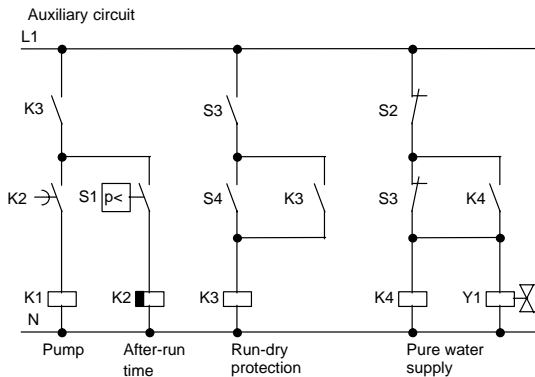 Auxiliary circuit
L1
K3 S3 S2
K2 S1 p< S4 K3 S3 K4
K1 K2 K3 K4 Y1
N
Pump After-run time Run-dry protection Pure water supply